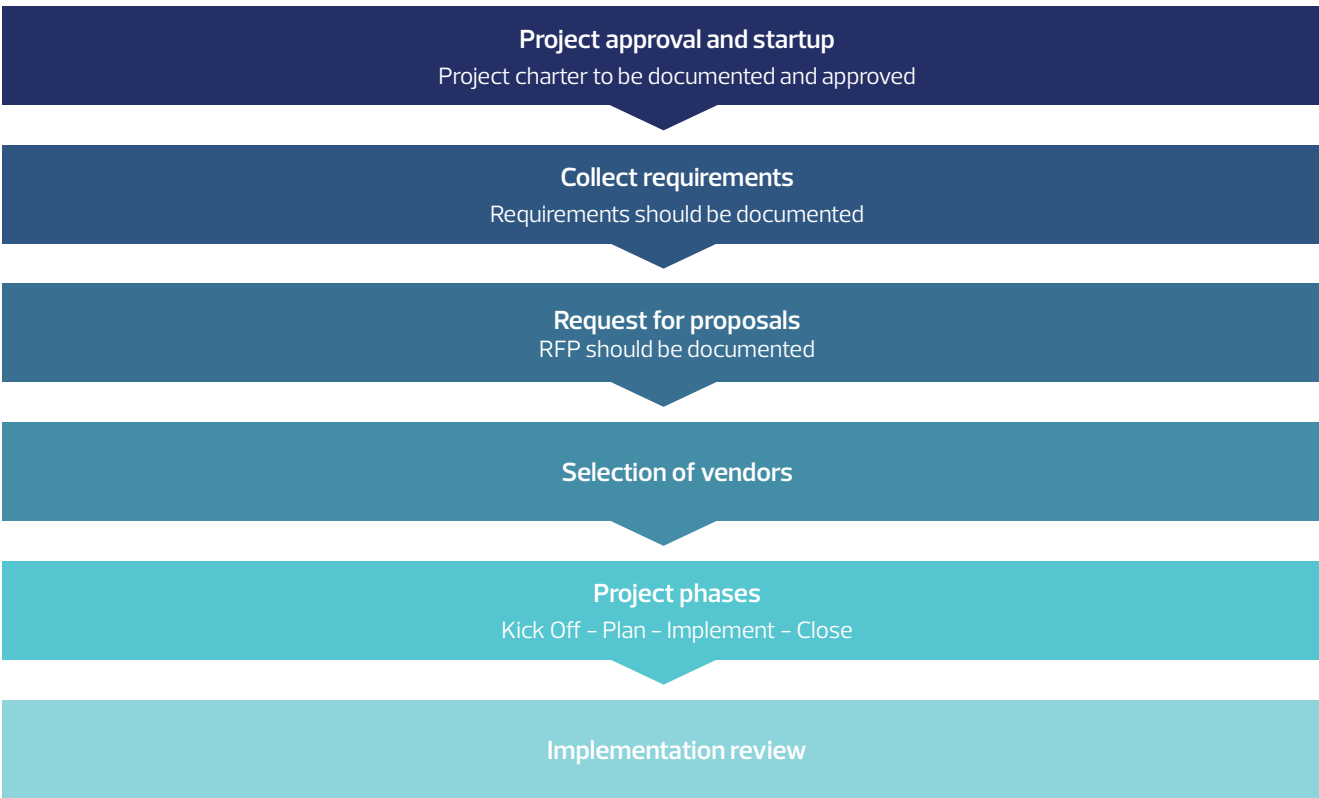 Project approval and startup
Project charter to be documented and approved
Collect requirements
Requirements should be documented
Request for proposals
RFP should be documented
Selection of vendors
Project phases
Kick Off – Plan – Implement – Close
Implementation review